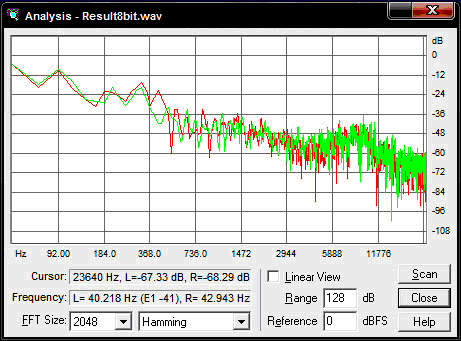 Analysis - Result8bit.wav
dB
0
-12
-24
-36
-48
-60
-72
-84
-96
-108
Hz 92.00 184.0 368.0 736.0 1472 2944 5888 11776
Cursor: 23640 Hz, L=-67.33 dB, R=-68.29 dB
Linear View
Scan
Frequency: L= 40.218 Hz (E1 -41), R= 42.943 Hz
Range 128 dB
Close
FFT Size: 2048 Hamming
Reference 0 dBFS
Help